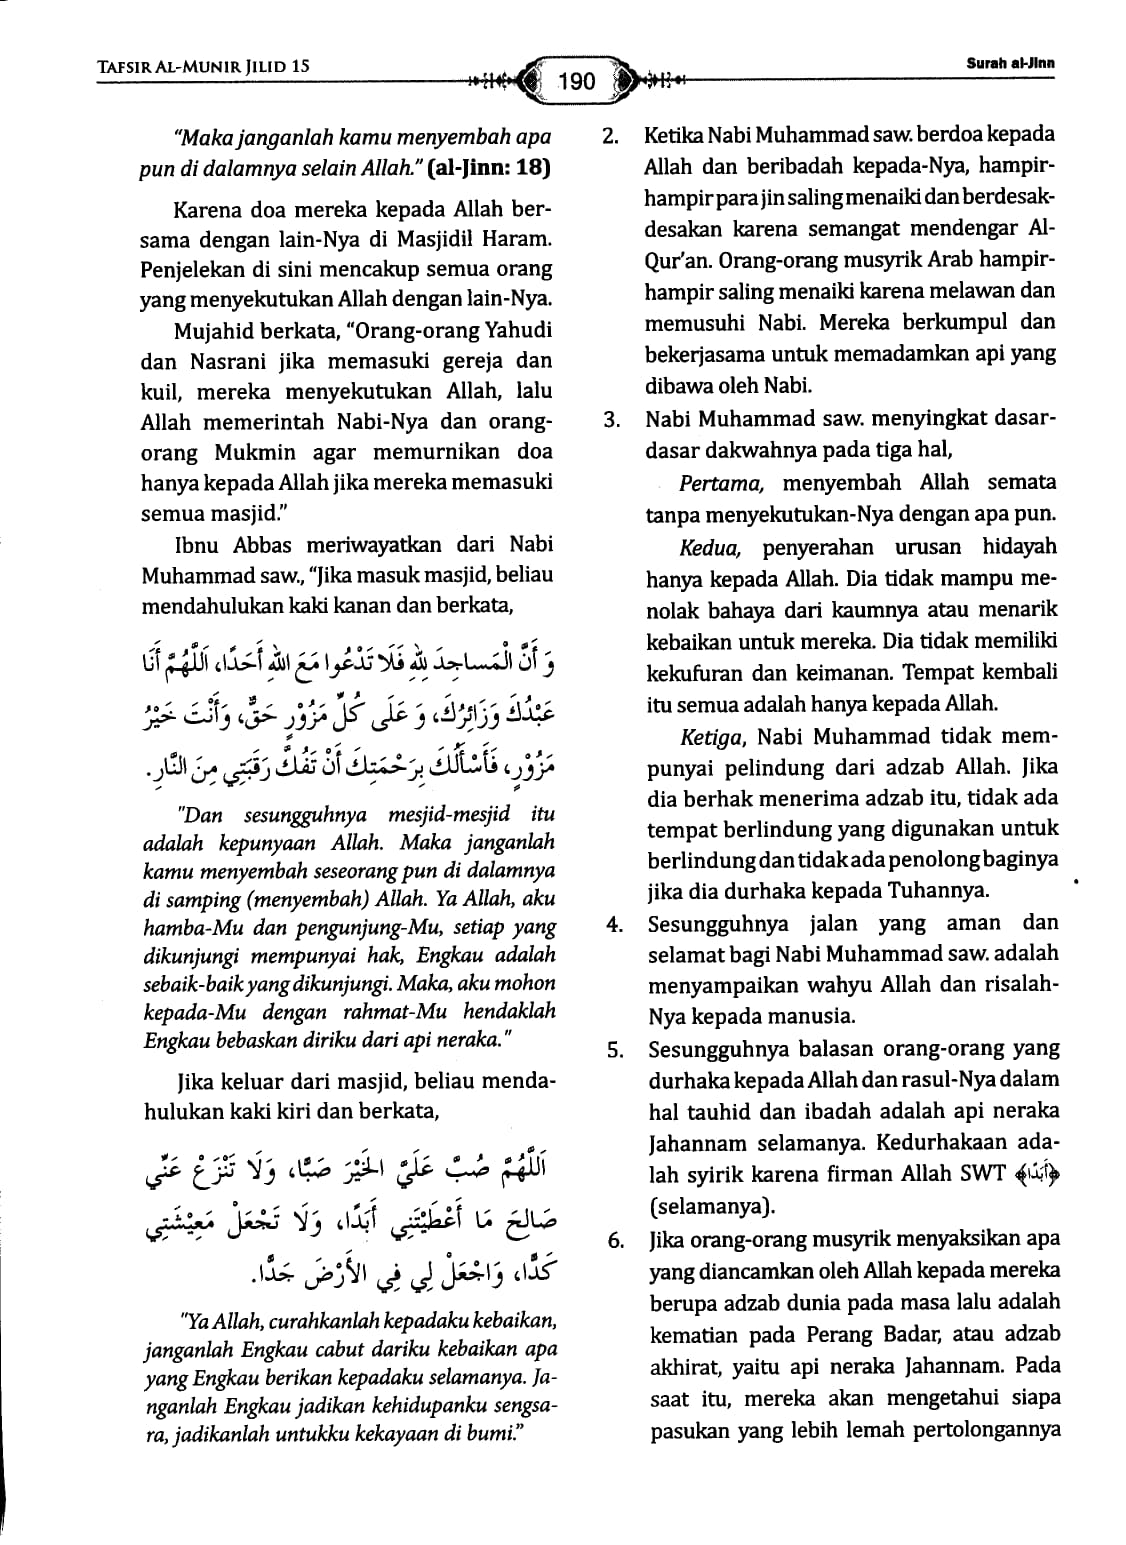 TAFSIR AL-MUNIR JILID 15
190
Surah al-Jinn
"Maka janganlah kamu menyembah apa
pun di dalamnya selain Allah." (al-Jinn: 18)
Karena doa mereka kepada Allah ber-
sama dengan lain-Nya di Masjidil Haram.
Penjelekan di sini mencakup semua orang
yang menyekutukan Allah dengan lain-Nya.
Mujahid berkata, "Orang-orang Yahudi
dan Nasrani jika memasuki gereja dan
kuil, mereka menyekutukan Allah, lalu
Allah memerintah Nabi-Nya dan orang-
orang Mukmin agar memurnikan doa
hanya kepada Allah jika mereka memasuki
semua masjid."
Ibnu Abbas meriwayatkan dari Nabi
Muhammad saw., "Jika masuk masjid, beliau
mendahulukan kaki kanan dan berkata,
وَ أَنَّ الْمَسَاجِدَ لِلهِ فَلَا تَدْعُوا مَعَ اللهِ أَحَدًا، اَللَّهُمَّ أَنَا
عَبْدُكَ وَزَائِرُكَ، وَ عَلَى كُلِّ مَزُوْرٍ حَقٌّ، وَأَنْتَ خَيْرُ
مَزُوْرٍ، فَأَسْأَلُكَ بِرَحْمَتِكَ أَنْ تَفُكَّ رَقَبَتِي مِنَ النَّارِ.
"Dan sesungguhnya mesjid-mesjid itu
adalah kepunyaan Allah. Maka janganlah
kamu menyembah seseorang pun di dalamnya
di samping (menyembah) Allah. Ya Allah, aku
hamba-Mu dan pengunjung-Mu, setiap yang
dikunjungi mempunyai hak, Engkau adalah
sebaik-baik yang dikunjungi. Maka, aku mohon
kepada-Mu dengan rahmat-Mu hendaklah
Engkau bebaskan diriku dari api neraka."
Jika keluar dari masjid, beliau menda-
hulukan kaki kiri dan berkata,
اَللَّهُمَّ صُبَّ عَلَيَّ الْخَيْرَ صَبًّا، وَلَا تَنْزِعْ عَنِّي
صَالِحَ مَا أَعْطَيْتَنِي أَبَدًا، وَلَا تَجْعَلْ مَعِيْشَتِي
كَدًّا، وَاجْعَلْ لِي فِي الْأَرْضِ جَدًّا.
"Ya Allah, curahkanlah kepadaku kebaikan,
janganlah Engkau cabut dariku kebaikan apa
yang Engkau berikan kepadaku selamanya. Ja-
nganlah Engkau jadikan kehidupanku sengsa-
ra, jadikanlah untukku kekayaan di bumi."
2. Ketika Nabi Muhammad saw. berdoa kepada
Allah dan beribadah kepada-Nya, hampir-
hampir para jin saling menaiki dan berdesak-
desakan karena semangat mendengar Al-
Qur'an. Orang-orang musyrik Arab hampir-
hampir saling menaiki karena melawan dan
memusuhi Nabi. Mereka berkumpul dan
bekerjasama untuk memadamkan api yang
dibawa oleh Nabi.
3. Nabi Muhammad saw. menyingkat dasar-
dasar dakwahnya pada tiga hal,
Pertama, menyembah Allah semata
tanpa menyekutukan-Nya dengan apa pun.
Kedua, penyerahan urusan hidayah
hanya kepada Allah. Dia tidak mampu me-
nolak bahaya dari kaumnya atau menarik
kebaikan untuk mereka. Dia tidak memiliki
kekufuran dan keimanan. Tempat kembali
itu semua adalah hanya kepada Allah.
Ketiga, Nabi Muhammad tidak mem-
punyai pelindung dari adzab Allah. Jika
dia berhak menerima adzab itu, tidak ada
tempat berlindung yang digunakan untuk
berlindung dan tidak ada penolong baginya
jika dia durhaka kepada Tuhannya.
4. Sesungguhnya jalan yang aman dan
selamat bagi Nabi Muhammad saw. adalah
menyampaikan wahyu Allah dan risalah-
Nya kepada manusia.
5. Sesungguhnya balasan orang-orang yang
durhaka kepada Allah dan rasul-Nya dalam
hal tauhid dan ibadah adalah api neraka
Jahannam selamanya. Kedurhakaan ada-
lah syirik karena firman Allah SWT ﴿أَبَدًا﴾
(selamanya).
6. Jika orang-orang musyrik menyaksikan apa
yang diancamkan oleh Allah kepada mereka
berupa adzab dunia pada masa lalu adalah
kematian pada Perang Badar, atau adzab
akhirat, yaitu api neraka Jahannam. Pada
saat itu, mereka akan mengetahui siapa
pasukan yang lebih lemah pertolongannya